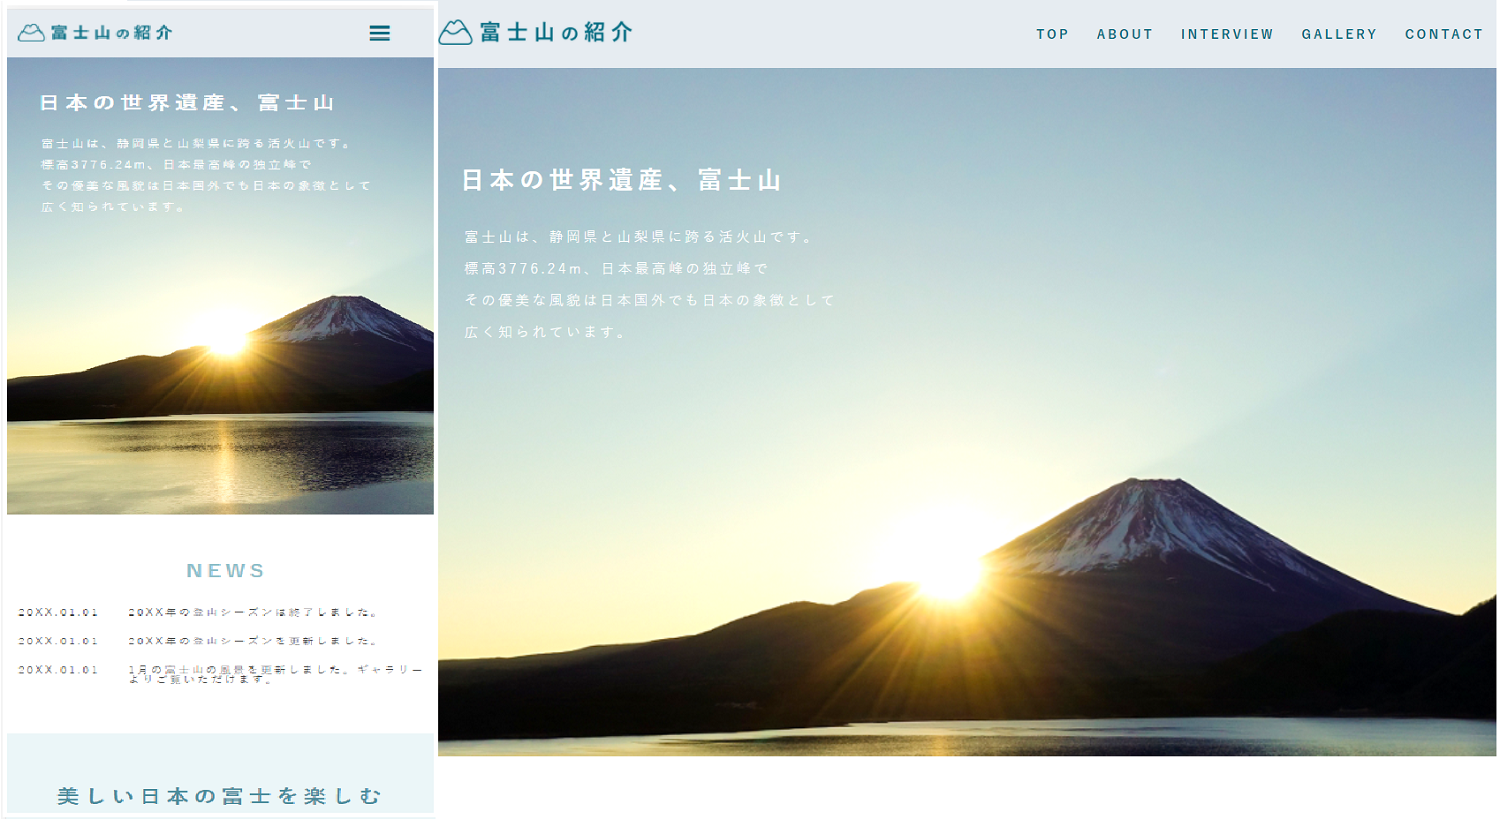 富士山の紹介
日本の世界遺産、富士山
富士山は、静岡県と山梨県に跨る活火山です。
標高3776.24m、日本最高峰の独立峰で
その優美な風貌は日本国外でも日本の象徴として
広く知られています。
NEWS
20XX.01.01 20XX年の登山シーズンは終了しました。
20XX.01.01 20XX年の登山シーズンを更新しました。
20XX.01.01 1月の富士山の風景を更新しました。ギャラリー
よりご覧いただけます。
美しい日本の富士を楽しむ
富士山の紹介
TOP ABOUT INTERVIEW GALLERY CONTACT
日本の世界遺産、富士山
富士山は、静岡県と山梨県に跨る活火山です。
標高3776.24m、日本最高峰の独立峰で
その優美な風貌は日本国外でも日本の象徴として
広く知られています。